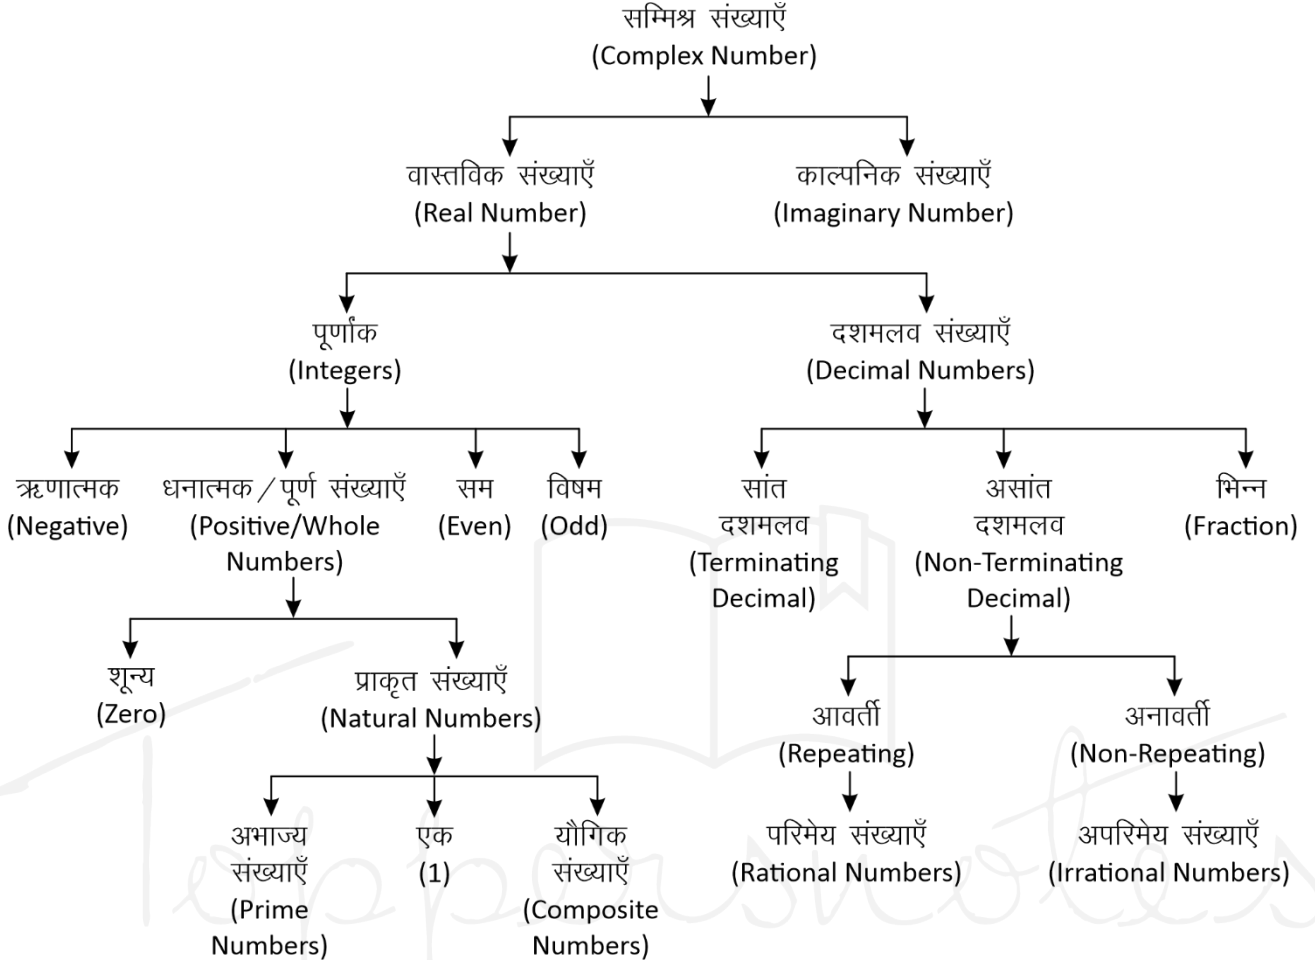 सम्मिश्र संख्याएँ
(Complex Number)
वास्तविक संख्याएँ
(Real Number)
काल्पनिक संख्याएँ
(Imaginary Number)
पूर्णांक
(Integers)
दशमलव संख्याएँ
(Decimal Numbers)
ऋणात्मक
(Negative)
धनात्मक / पूर्ण संख्याएँ
(Positive/Whole
Numbers)
सम
(Even)
विषम
(Odd)
सांत
दशमलव
(Terminating
Decimal)
असांत
दशमलव
(Non-Terminating
Decimal)
भिन्न
(Fraction)
शून्य
(Zero)
प्राकृत संख्याएँ
(Natural Numbers)
आवर्ती
(Repeating)
अनावर्ती
(Non-Repeating)
अभाज्य
संख्याएँ
(Prime
Numbers)
एक
(1)
यौगिक
संख्याएँ
(Composite
Numbers)
परिमेय संख्याएँ
(Rational Numbers)
अपरिमेय संख्याएँ
(Irrational Numbers)
Toppersnotes